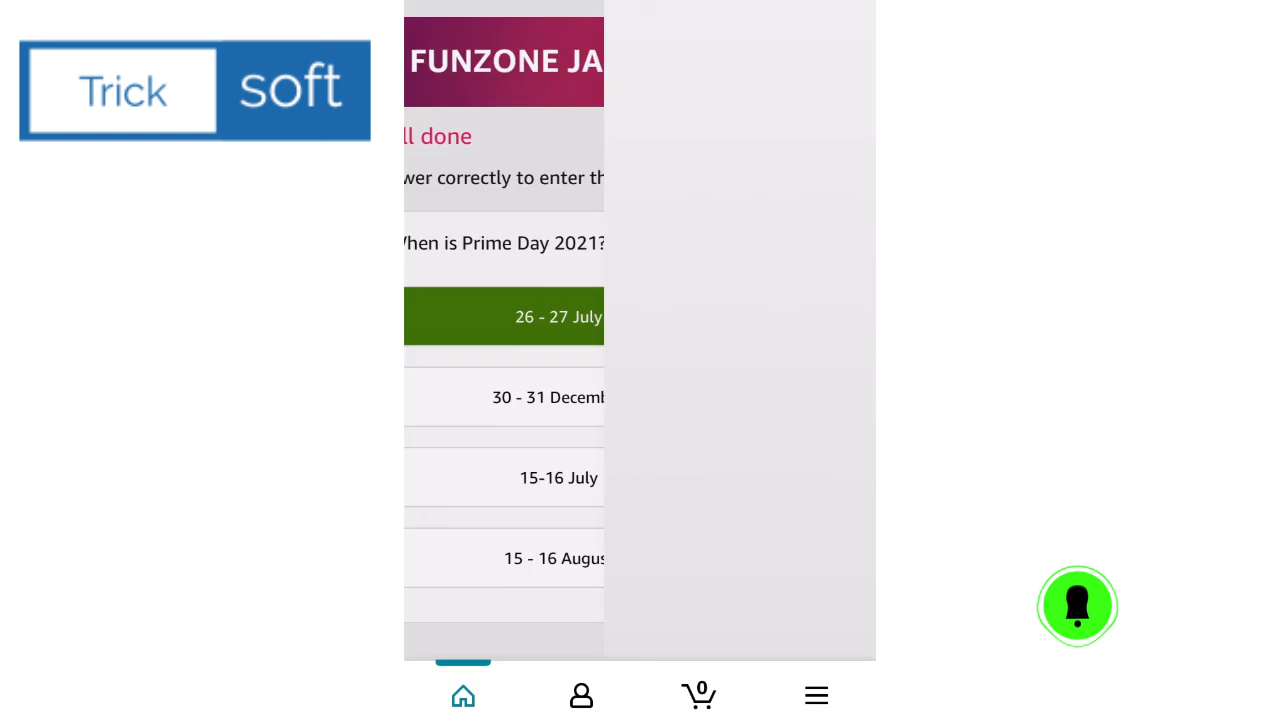 Trick soft
FUNZONE JA
ll done
wer correctly to enter th
hen is Prime Day 2021?
26 - 27 July
30 - 31 Decemb
15-16 July
15 - 16 Augus
0